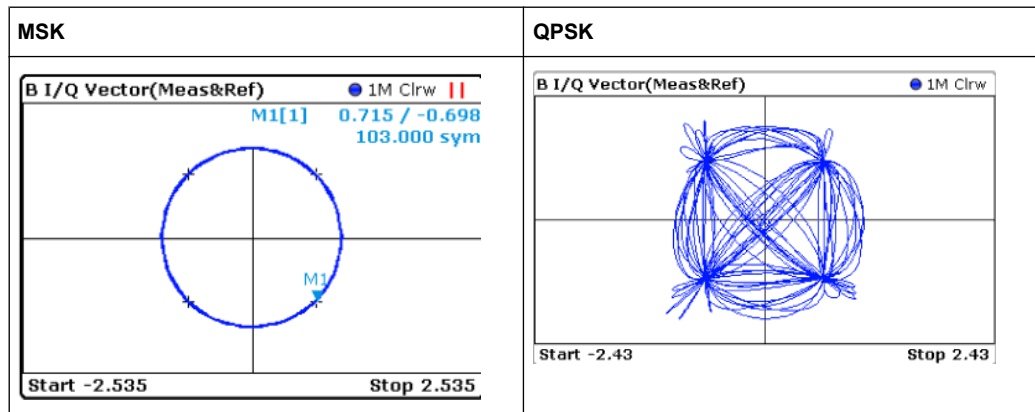 MSK
QPSK
B I/Q Vector(Meas&Ref)
1M Clrw
M1[1] 0.715 / -0.698
103.000 sym
M1
Start -2.535
Stop 2.535
B I/Q Vector(Meas&Ref)
1M Clrw
Start -2.43
Stop 2.43